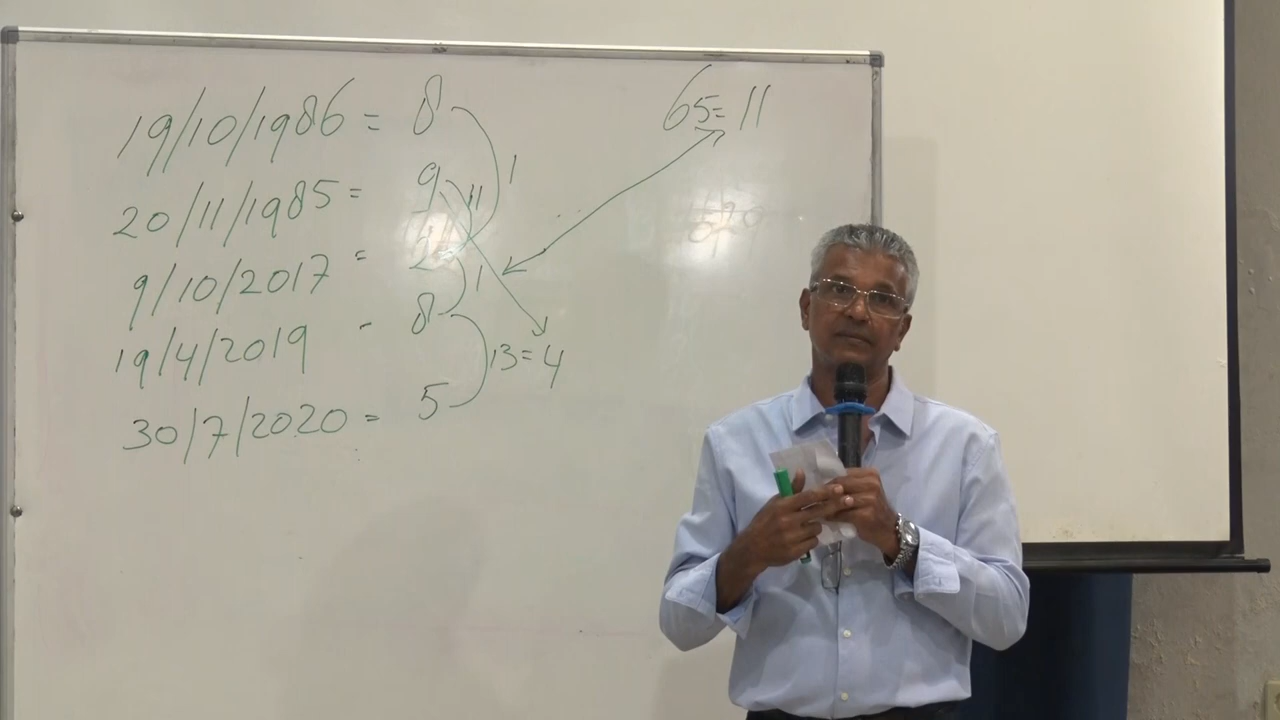 19/10/1986 = 8
1
65=11
20/11/1985 = 9
11
9/10/2017 = 2
1
19/4/2019 - 8
13=4
30/7/2020 = 5